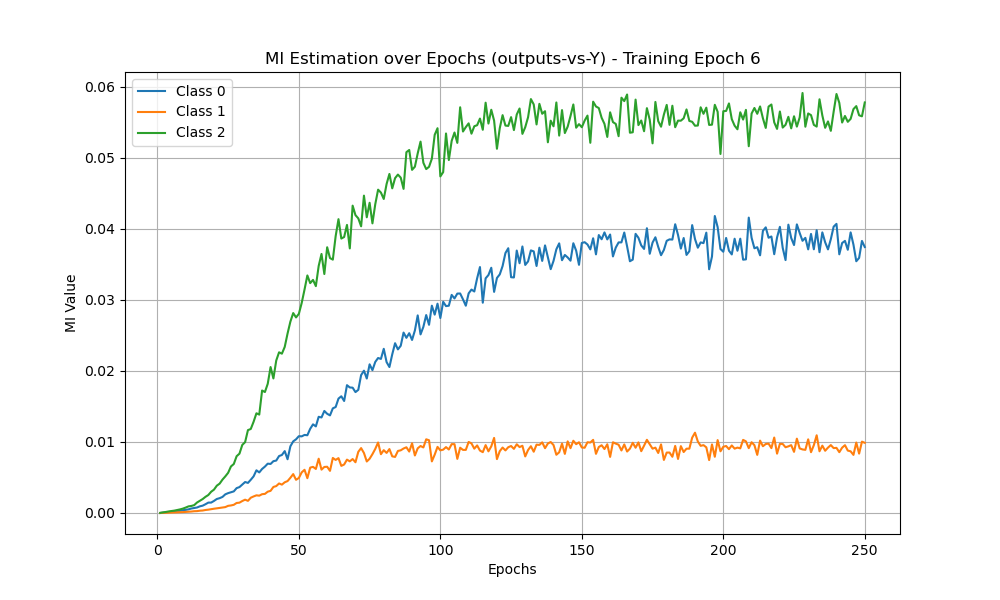 MI Estimation over Epochs (outputs-vs-Y) - Training Epoch 6
Class 0
Class 1
Class 2
0.06
0.05
0.04
0.03
0.02
0.01
0.00
MI Value
0 50 100 150 200 250
Epochs